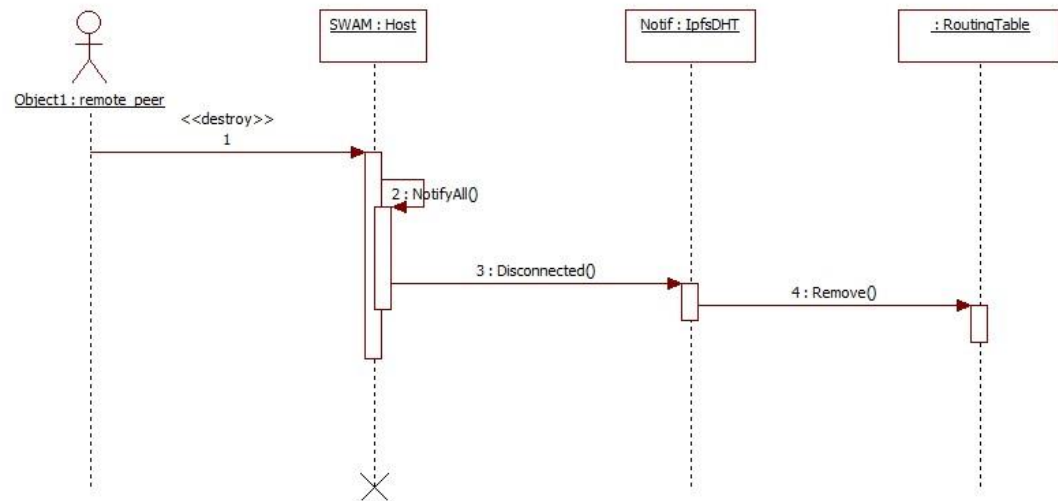 SWAM : Host
Notif : IpfsDHT
: RoutingTable
Object1 : remote_peer
<<destroy>>
1
2 : NotifyAll()
3 : Disconnected()
4 : Remove()